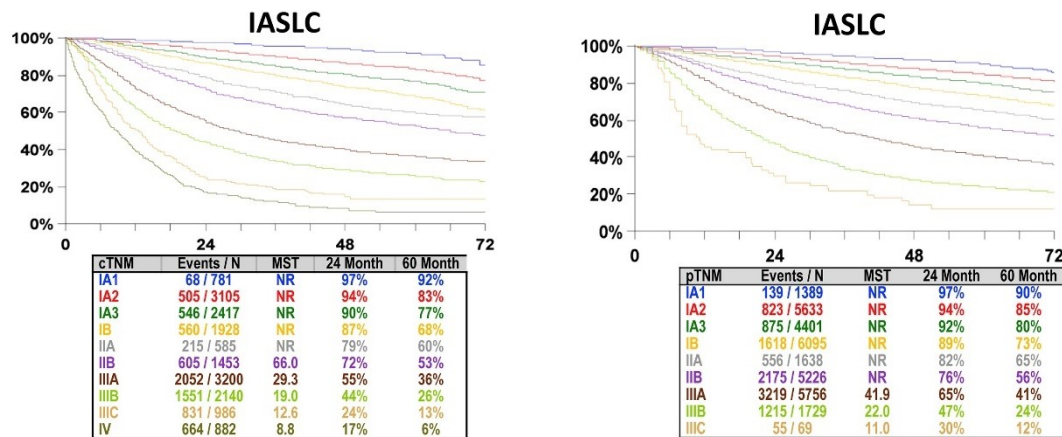 IASLC
100%
80%
60%
40%
20%
0%
0 24 48 72
cTNM Events / N MST 24 Month 60 Month
IA1 68 / 781 NR 97% 92%
IA2 505 / 3105 NR 94% 83%
IA3 546 / 2417 NR 90% 77%
IB 560 / 1928 NR 87% 68%
IIA 215 / 585 NR 79% 60%
IIB 605 / 1453 66.0 72% 53%
IIIA 2052 / 3200 29.3 55% 36%
IIIB 1551 / 2140 19.0 44% 26%
IIIC 831 / 986 12.6 24% 13%
IV 664 / 882 8.8 17% 6%
IASLC
100%
80%
60%
40%
20%
0%
0 24 48 72
pTNM Events / N MST 24 Month 60 Month
IA1 139 / 1389 NR 97% 90%
IA2 823 / 5633 NR 94% 85%
IA3 875 / 4401 NR 92% 80%
IB 1618 / 6095 NR 89% 73%
IIA 556 / 1638 NR 82% 65%
IIB 2175 / 5226 NR 76% 56%
IIIA 3219 / 5756 41.9 65% 41%
IIIB 1215 / 1729 22.0 47% 24%
IIIC 55 / 69 11.0 30% 12%